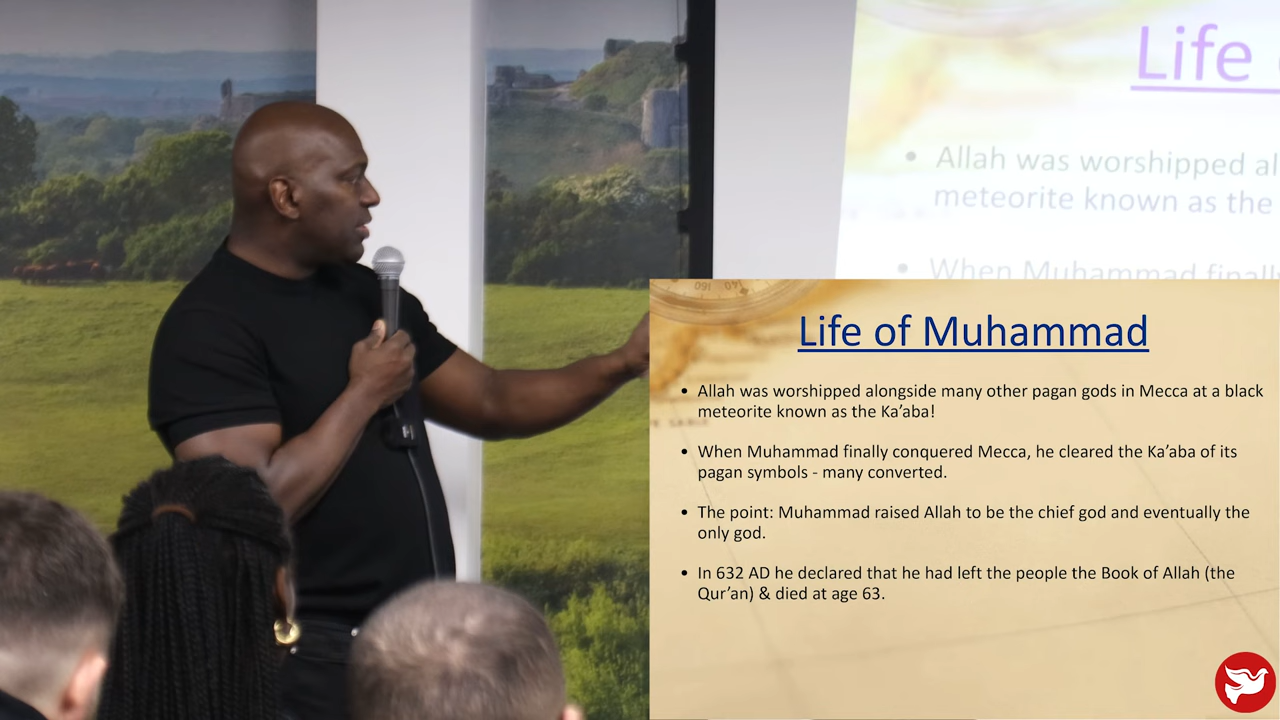 Life
Allah was worshipped al
meteorite known as the
When Muhammad finall
Life of Muhammad
• Allah was worshipped alongside many other pagan gods in Mecca at a black
meteorite known as the Ka’aba!
• When Muhammad finally conquered Mecca, he cleared the Ka’aba of its
pagan symbols - many converted.
• The point: Muhammad raised Allah to be the chief god and eventually the
only god.
• In 632 AD he declared that he had left the people the Book of Allah (the
Qur’an) & died at age 63.